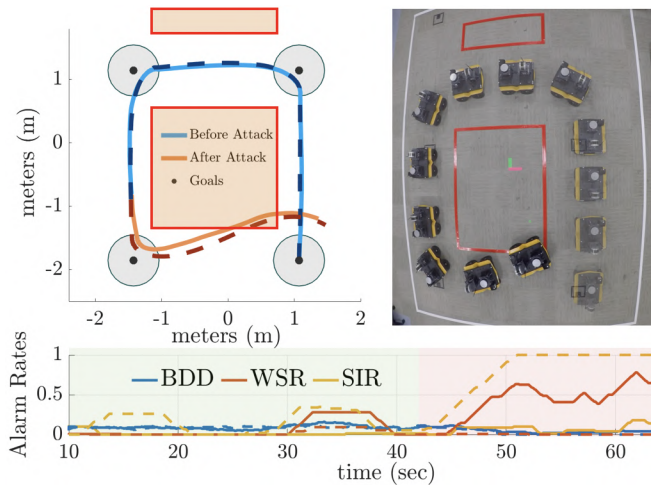 meters (m)
1
0
-1
-2
Before Attack
After Attack
Goals
-2
-1
0
1
2
meters (m)
Alarm Rates
1
0.5
0
BDD
WSR
SIR
10
20
30
40
50
60
time (sec)